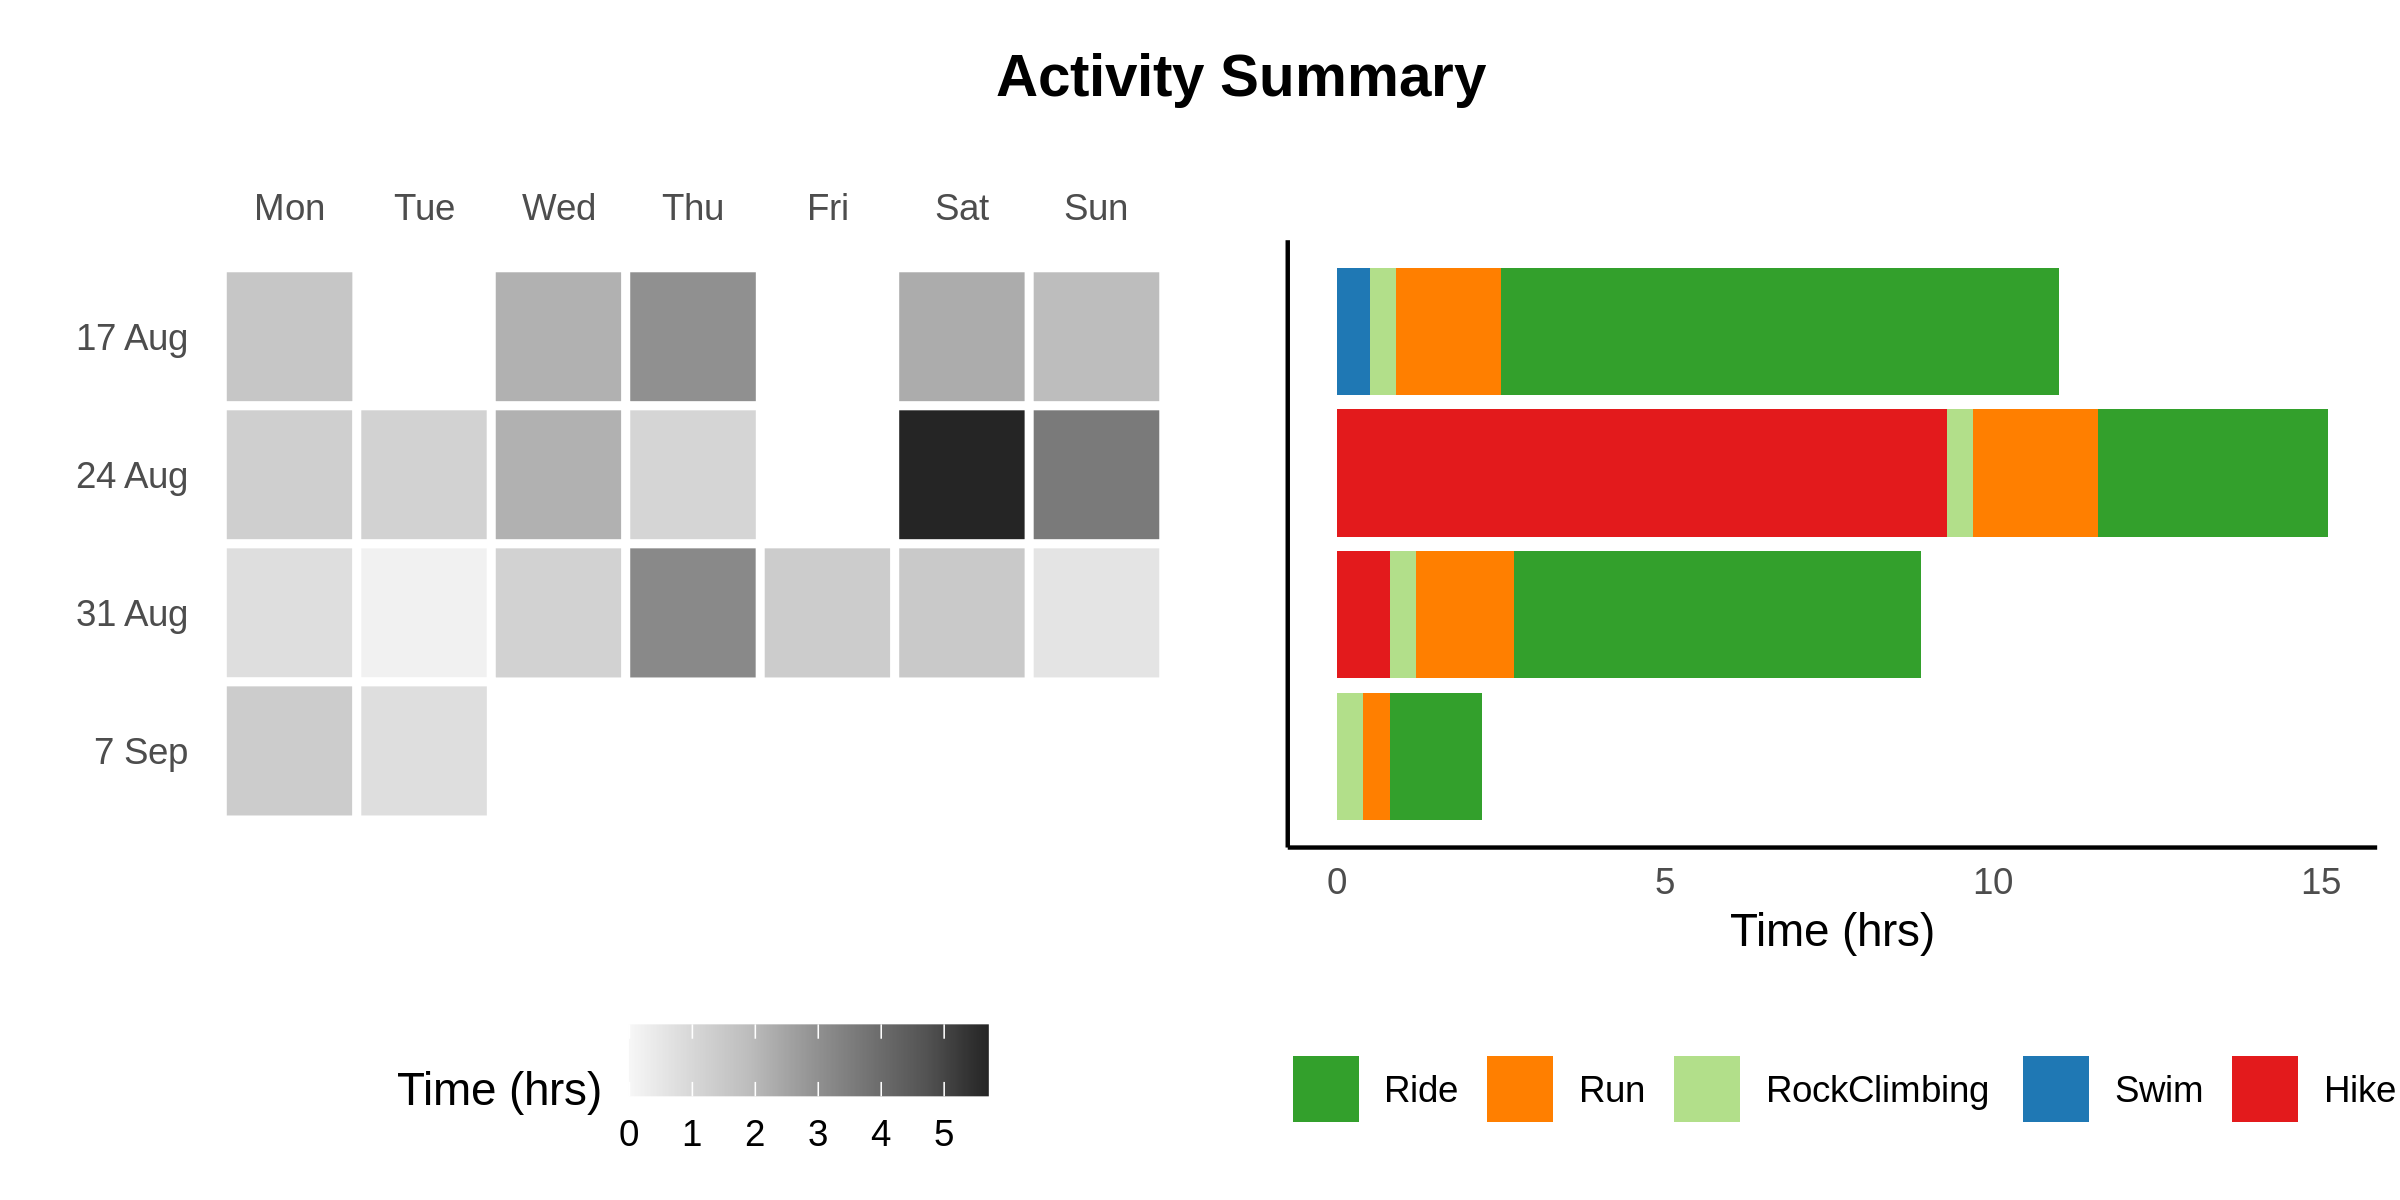 Activity Summary
Mon Tue Wed Thu Fri Sat Sun
17 Aug
24 Aug
31 Aug
7 Sep
0 5 10 15
Time (hrs)
Time (hrs)
0 1 2 3 4 5
Ride Run RockClimbing Swim Hike